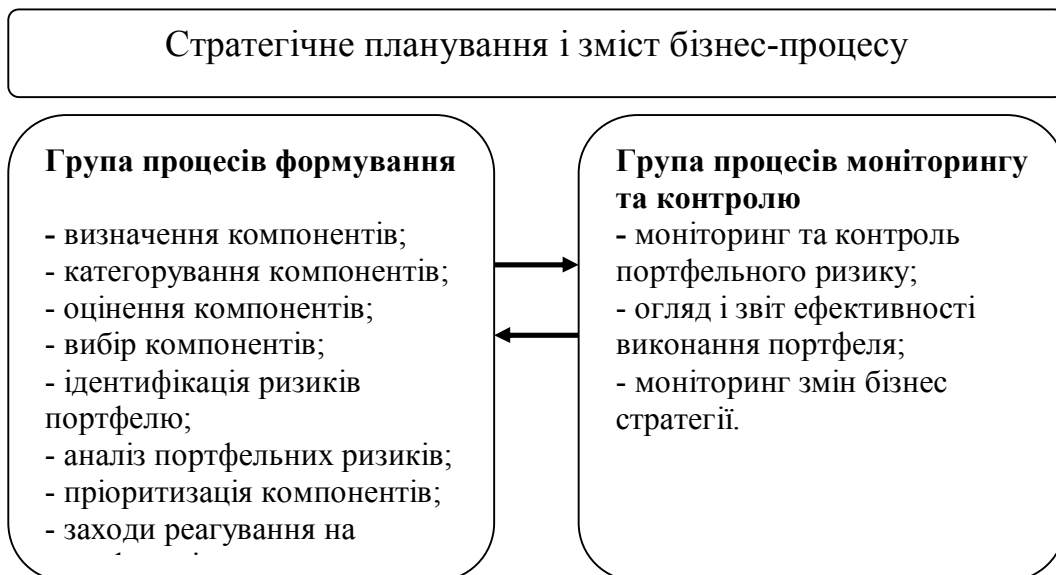 Стратегічне планування і зміст бізнес-процесу
Група процесів формування
- визначення компонентів;
- категорування компонентів;
- оцінення компонентів;
- вибір компонентів;
- ідентифікація ризиків
портфелю;
- аналіз портфельних ризиків;
- пріоритизація компонентів;
- заходи реагування на
Група процесів моніторингу
та контролю
- моніторинг та контроль
портфельного ризику;
- огляд і звіт ефективності
виконання портфеля;
- моніторинг змін бізнес
стратегії.